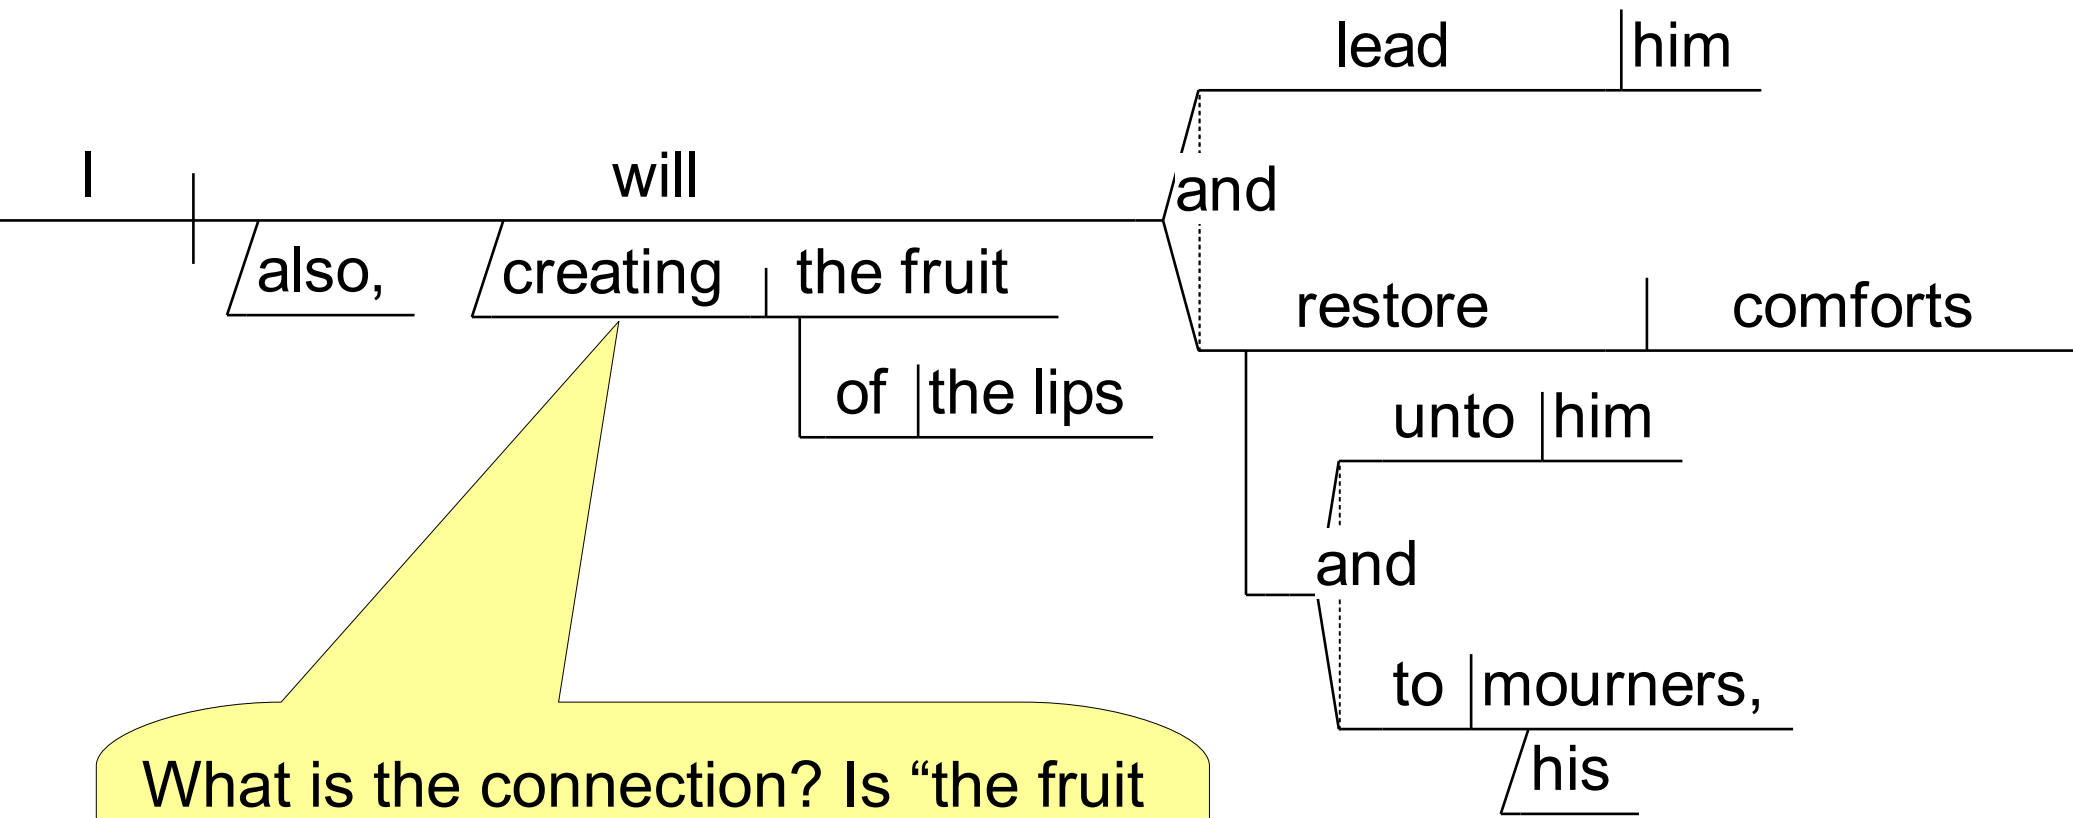 lead him
I will
and
also, creating the fruit
restore comforts
of the lips
unto him
and
to mourners,
his
What is the connection? Is “the fruit